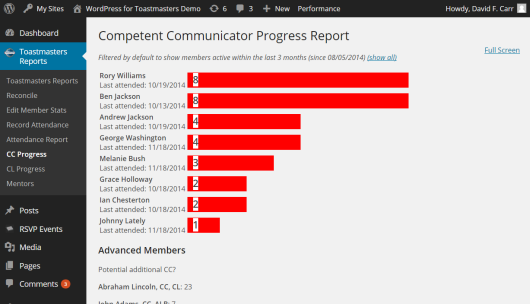 My Sites
WordPress for Toastmasters Demo
6
3
+ New
Performance
Howdy, David F. Carr
Dashboard
Toastmasters
Reports
Toastmasters Reports
Reconcile
Edit Member Stats
Record Attendance
Attendance Report
CC Progress
CL Progress
Mentors
Posts
RSVP Events
Media
Pages
Comments 3
Competent Communicator Progress Report
Full Screen
Filtered by default to show members active within the last 3 months (since 08/05/2014) (show all)
Rory Williams
Last attended: 10/19/2014 8
Ben Jackson
Last attended: 10/13/2014 8
Andrew Jackson
Last attended: 10/19/2014 4
George Washington
Last attended: 11/18/2014 4
Melanie Bush
Last attended: 11/18/2014 3
Grace Holloway
Last attended: 10/18/2014 2
Ian Chesterton
Last attended: 10/18/2014 2
Johnny Lately
Last attended: 11/18/2014 1
Advanced Members
Potential additional CC?
Abraham Lincoln, CC, CL: 23
John Adams, CC, ALB: 7